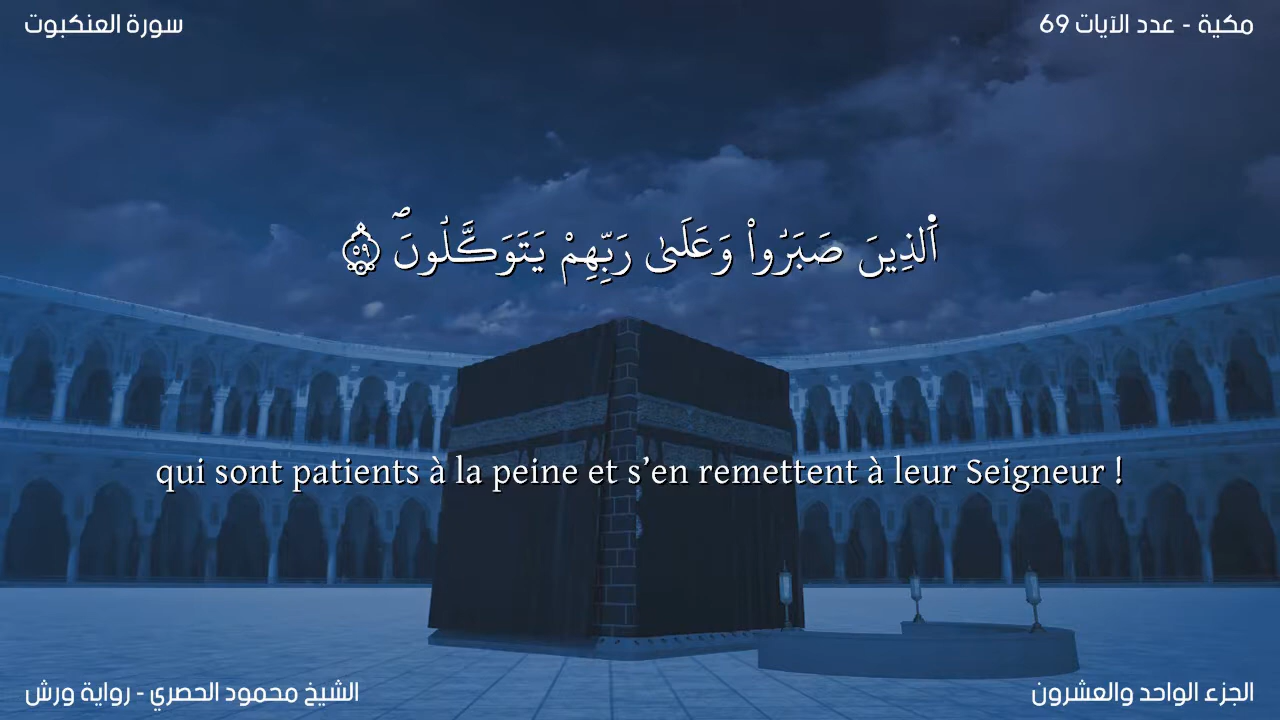 مكية - عدد الآيات 69
سورة العنكبوت
اَ۬لذِينَ صَبَرُواْ وَعَلَىٰ رَبِّهِمْ يَتَوَكَّلُونَۖ ۝٥٩
qui sont patients à la peine et s’en remettent à leur Seigneur !
الجزء الواحد والعشرون
الشيخ محمود الحصري - رواية ورش